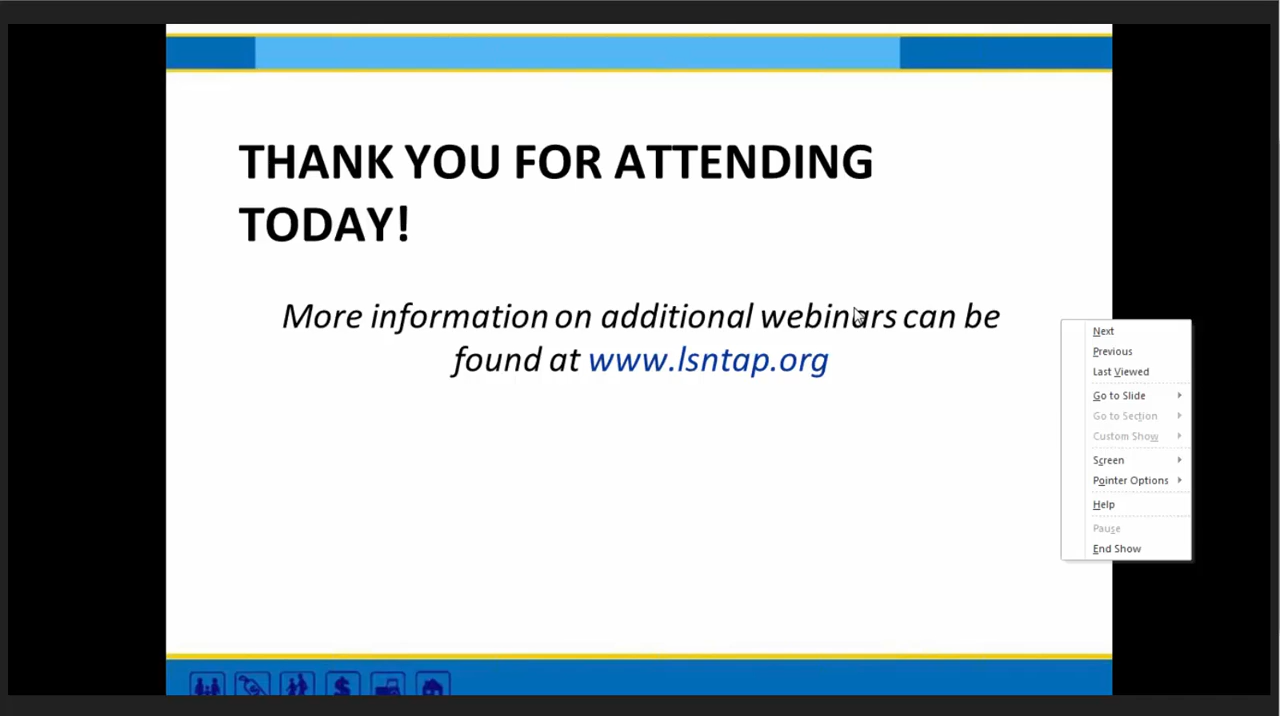 THANK YOU FOR ATTENDING
TODAY!
More information on additional webinars can be
found at www.lsntap.org
Next
Previous
Last Viewed
Go to Slide
Go to Section
Custom Show
Screen
Pointer Options
Help
Pause
End Show
$